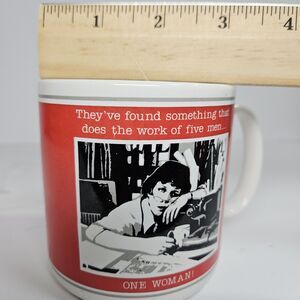 1 2 3 4
They've found something that
does the work of five men...
ONE WOMAN!